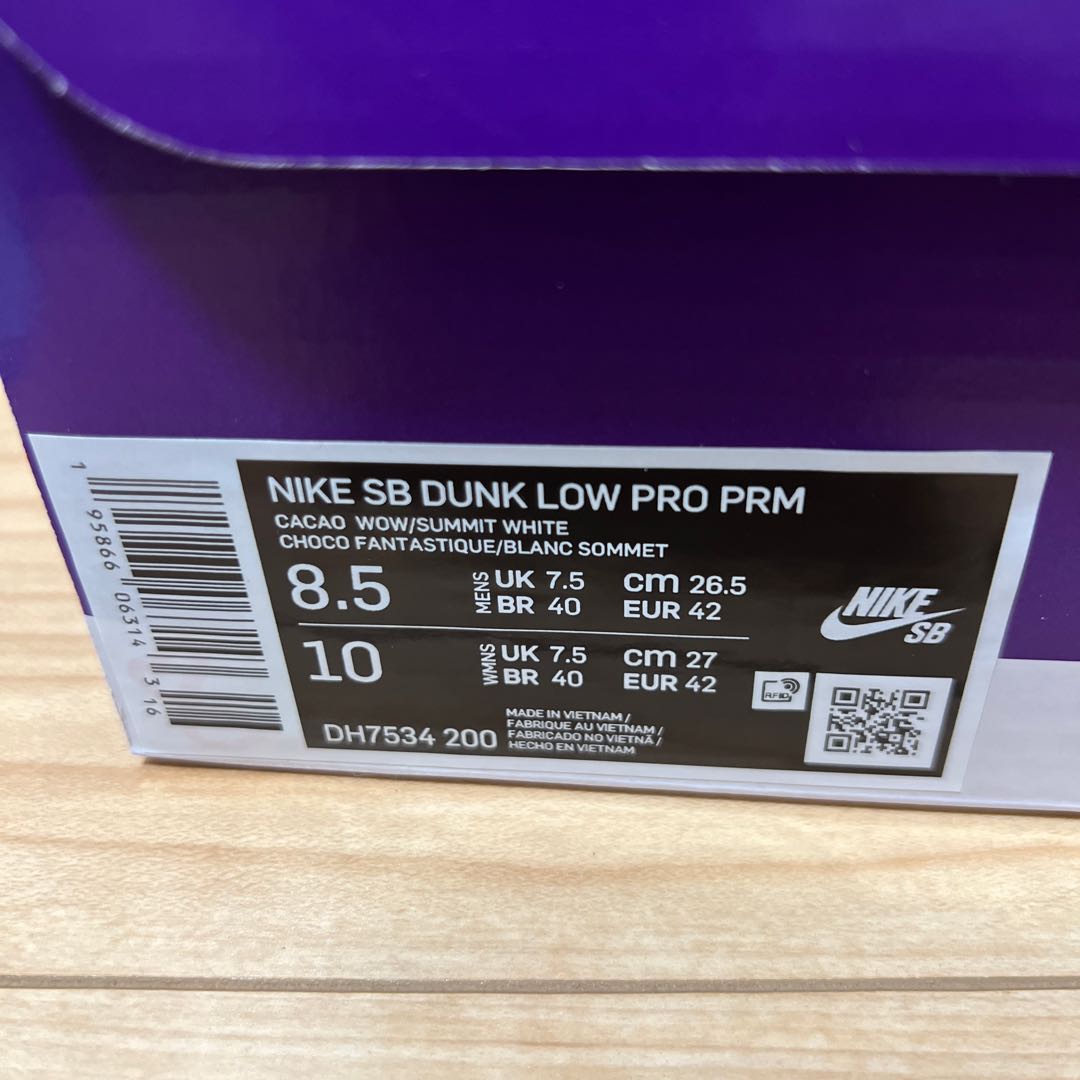 1 95866 06314 3 16
NIKE SB DUNK LOW PRO PRM
CACAO WOW/SUMMIT WHITE
CHOCO FANTASTIQUE/BLANC SOMMET
8.5 MENS UK 7.5 cm 26.5
BR 40 EUR 42
10 WMNS UK 7.5 cm 27
BR 40 EUR 42
NIKE
SB
RFID
DH7534 200
MADE IN VIETNAM /
FABRIQUE AU VIETNAM /
FABRICADO NO VIETNÃ /
HECHO EN VIETNAM